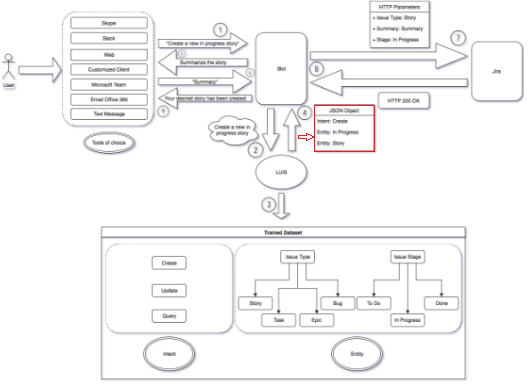 User
Skype
Slack
Web
Customized Client
Microsoft Team
Email Office 365
Text Message
Tools of choice
1
"Create a new in progress story"
5
Summarize the story
6
"Summary"
Your desired story has been created
9
iBot
HTTP Parameters
+ Issue Type: Story
+ Summary: Summary
+ Stage: In Progress
7
8
Jira
HTTP 200 OK
Create a new in
progress story
2
4
JSON Object
Intent: Create
Entity: In Progress
Entity: Story
LUIS
3
Trained Dataset
Create
Update
Query
Intent
Issue Type
Story
Task
Epic
Bug
Issue Stage
To Do
In Progress
Done
Entity